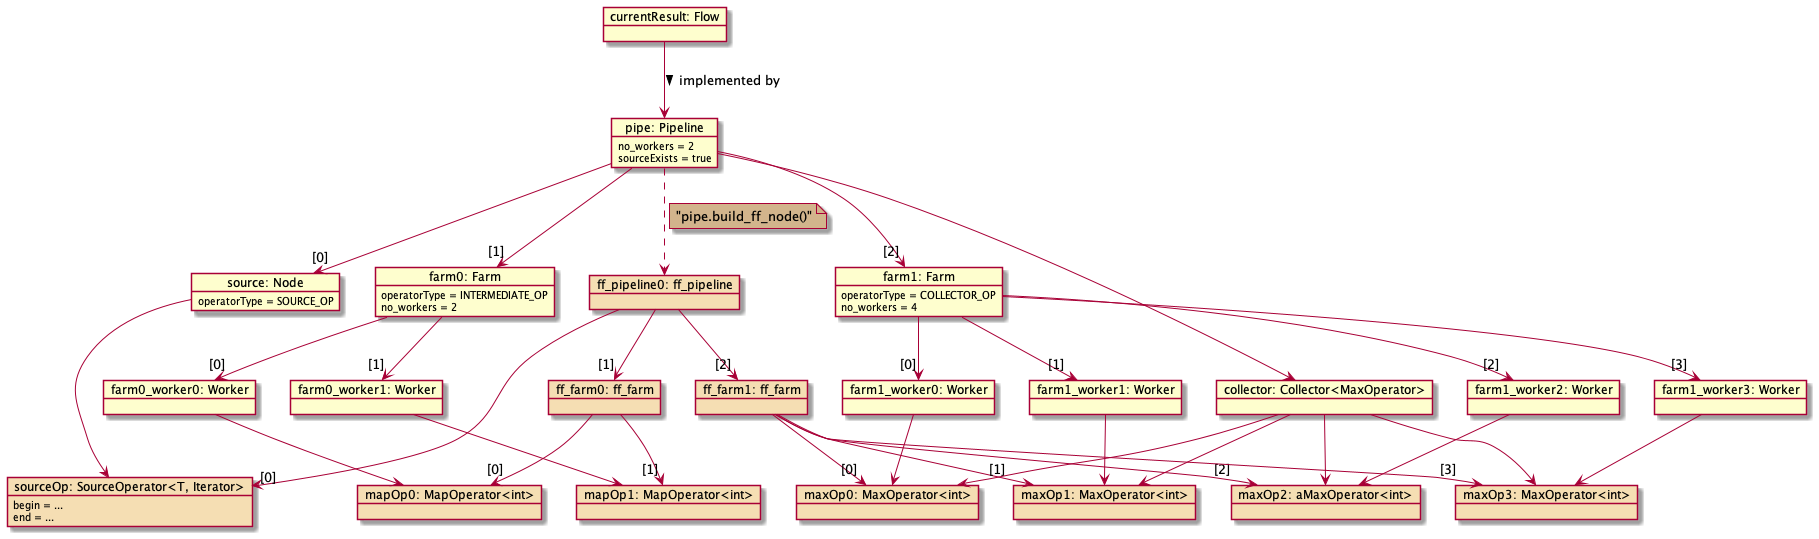 currentResult: Flow
implemented by
pipe: Pipeline
no_workers = 2
sourceExists = true
"pipe.build_ff_node()"
[0]
[1]
[2]
source: Node
operatorType = SOURCE_OP
farm0: Farm
operatorType = INTERMEDIATE_OP
no_workers = 2
ff_pipeline0: ff_pipeline
farm1: Farm
operatorType = COLLECTOR_OP
no_workers = 4
[0]
[1]
[1]
[2]
[0]
[1]
[2]
[3]
farm0_worker0: Worker
farm0_worker1: Worker
ff_farm0: ff_farm
ff_farm1: ff_farm
farm1_worker0: Worker
farm1_worker1: Worker
collector: Collector<MaxOperator>
farm1_worker2: Worker
farm1_worker3: Worker
[0]
[0]
[1]
[0]
[1]
[2]
[3]
sourceOp: SourceOperator<T, Iterator>
begin = ...
end = ...
mapOp0: MapOperator<int>
mapOp1: MapOperator<int>
maxOp0: MaxOperator<int>
maxOp1: MaxOperator<int>
maxOp2: aMaxOperator<int>
maxOp3: MaxOperator<int>